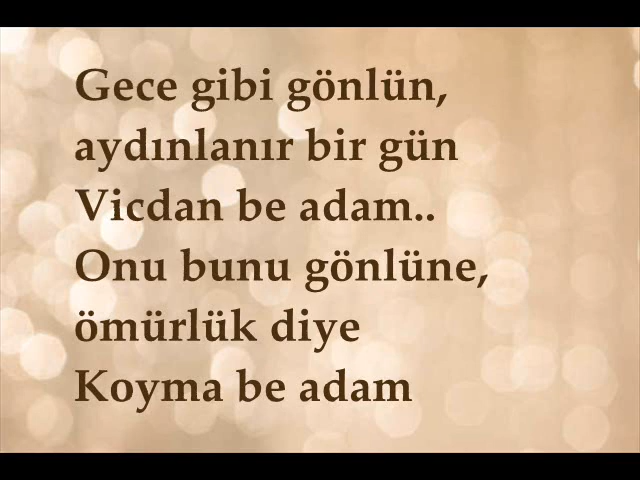 Gece gibi gönlün,
aydınlanır bir gün
Vicdan be adam..
Onu bunu gönlüne,
ömürlük diye
Koyma be adam